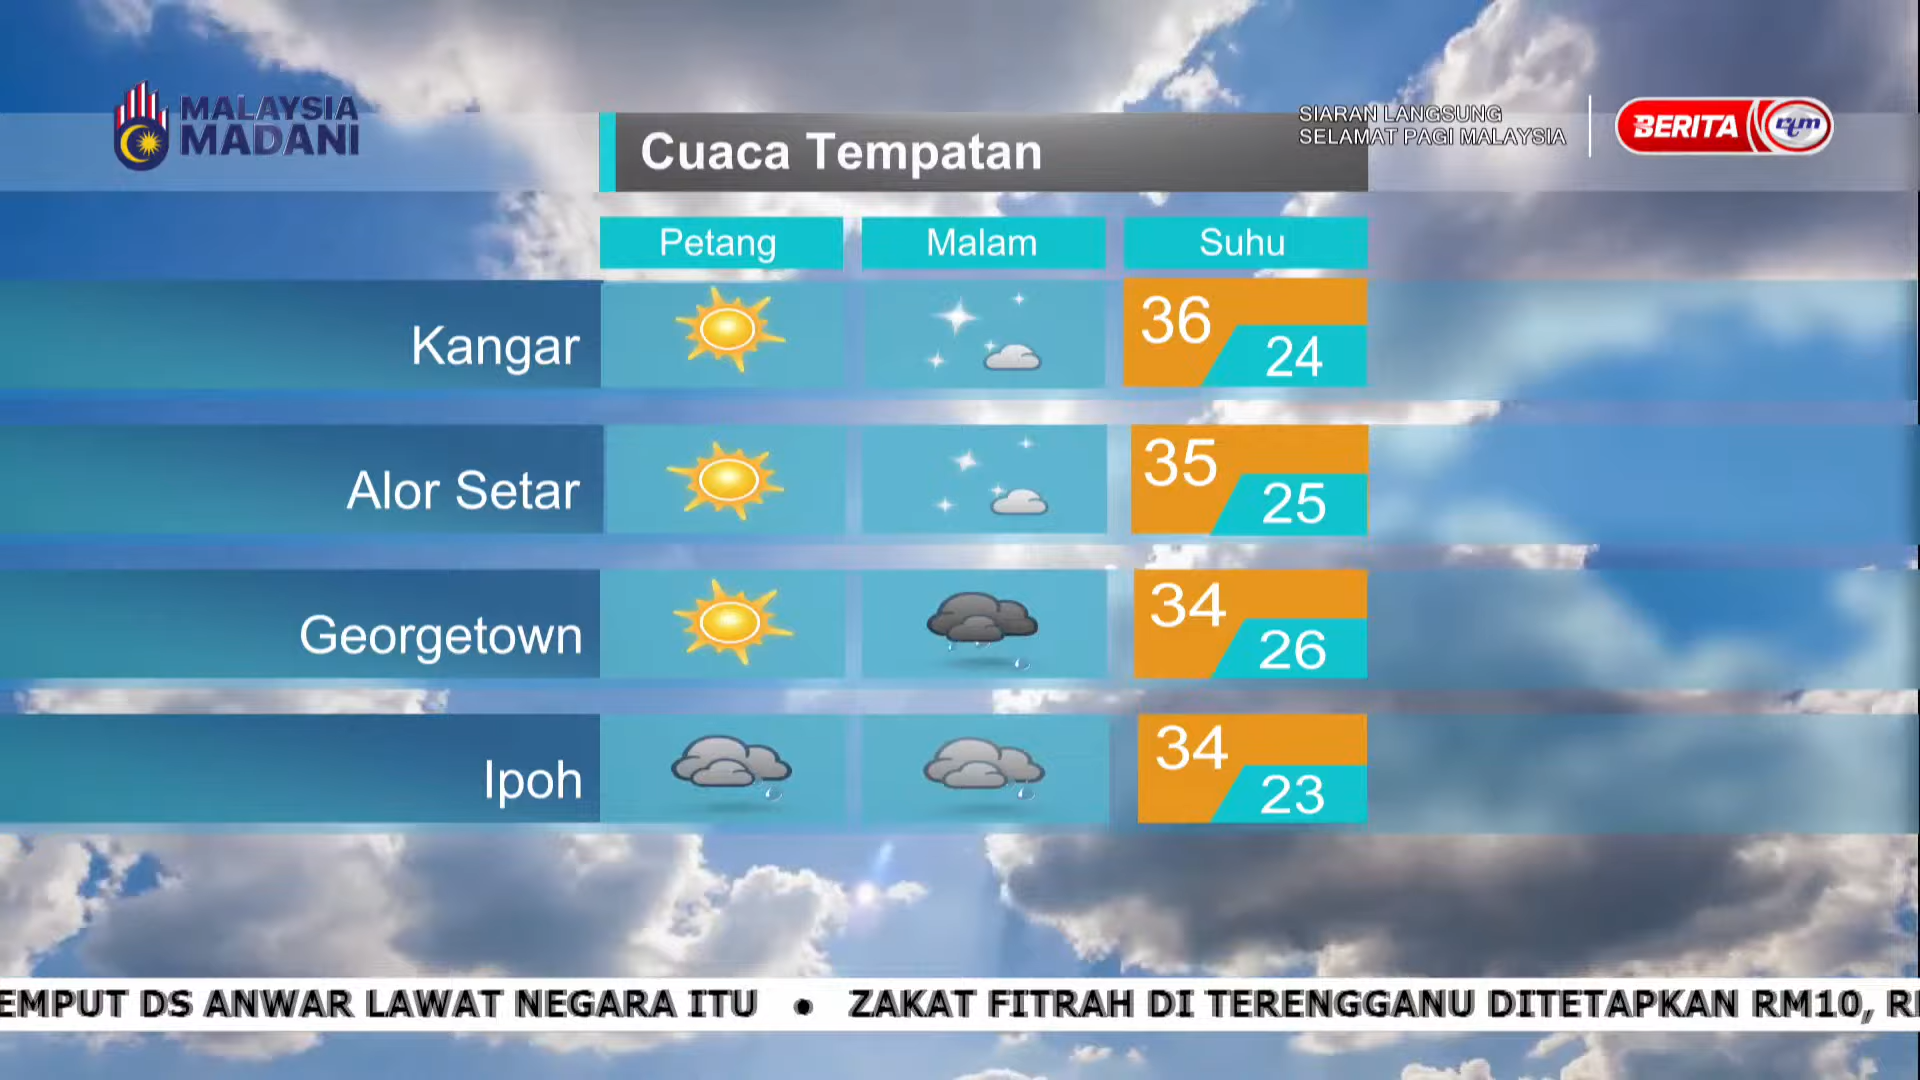 MALAYSIA
MADANI
SIARAN LANGSUNG
SELAMAT PAGI MALAYSIA
BERITA rtm
Cuaca Tempatan
Petang Malam Suhu
Kangar 36 24
Alor Setar 35 25
Georgetown 34 26
Ipoh 34 23
EMPUT DS ANWAR LAWAT NEGARA ITU • ZAKAT FITRAH DI TERENGGANU DITETAPKAN RM10,